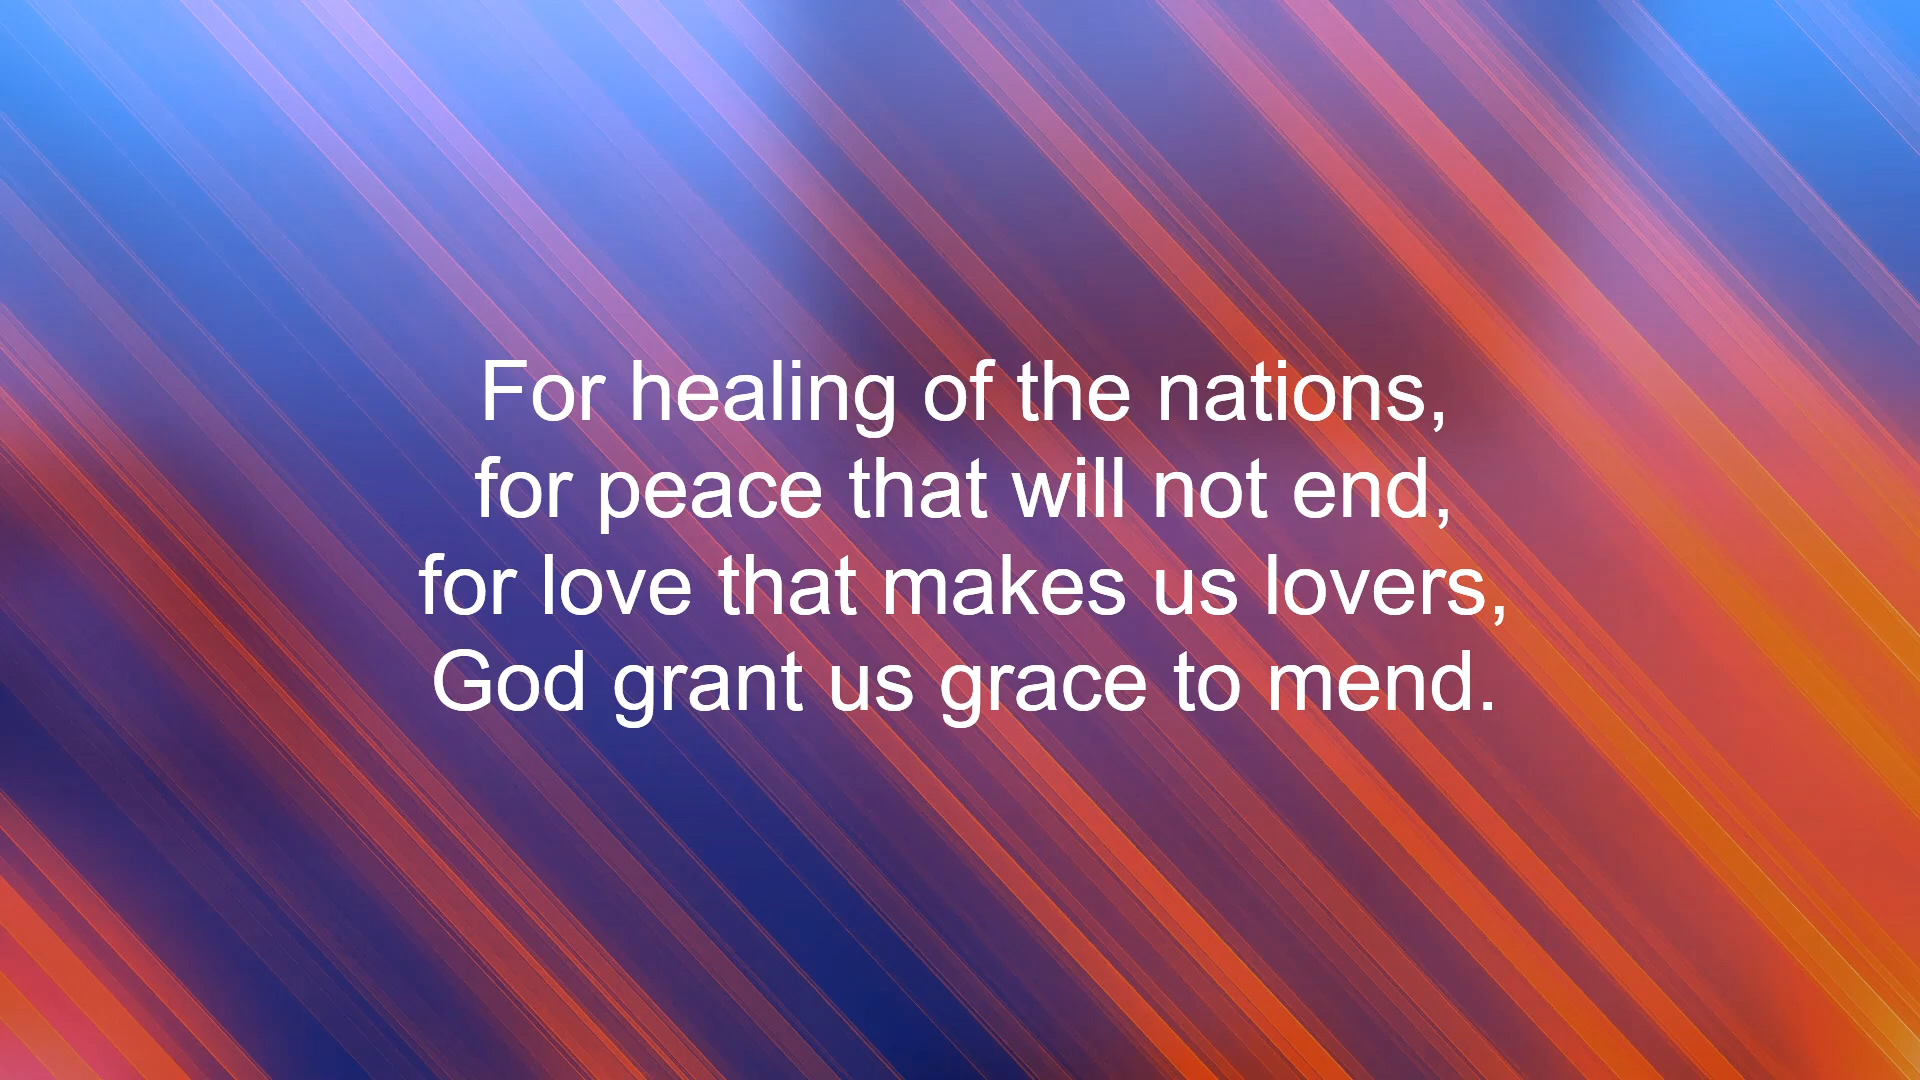 For healing of the nations,
for peace that will not end,
for love that makes us lovers,
God grant us grace to mend.